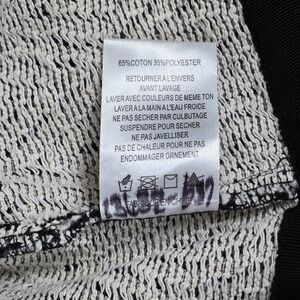 65%COTON 35%POLYESTER
RETOURNER A L'ENVERS
AVANT LAVAGE
LAVER AVEC COULEURS DE MEME TON
LAVER A LA MAIN A L'EAU FROIDE
NE PAS SECHER PAR CULBUTAGE
SUSPENDRE POUR SECHER
NE PAS JAVELLISER
PAS DE CHALEUR POUR NE PAS
ENDOMMAGER ORNEMENT